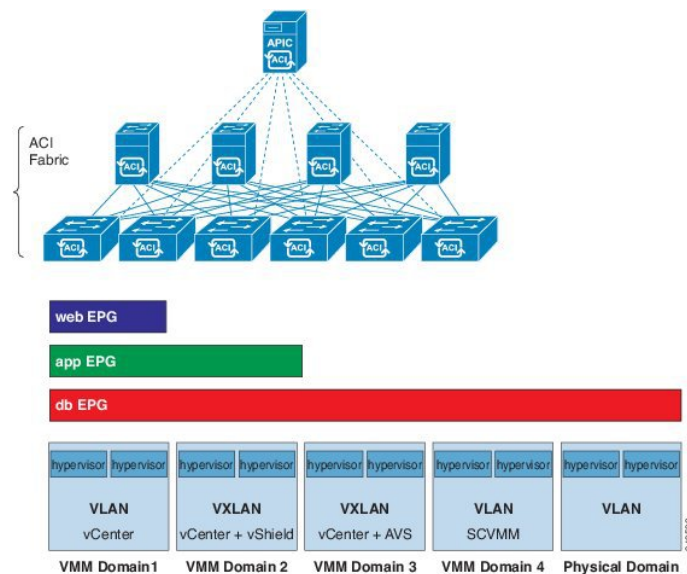 APIC
ACI
ACI
Fabric
ACI
ACI
ACI
ACI
ACI
ACI
ACI
ACI
ACI
ACI
web EPG
app EPG
db EPG
hypervisor hypervisor hypervisor hypervisor hypervisor hypervisor hypervisor hypervisor hypervisor hypervisor
VLAN VXLAN VXLAN VLAN VLAN
vCenter vCenter + vShield vCenter + AVS SCVMM
VMM Domain1 VMM Domain 2 VMM Domain 3 VMM Domain 4 Physical Domain